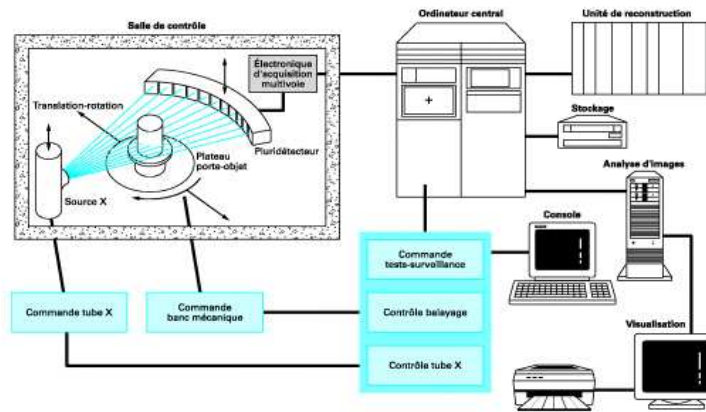 Salle de contrôle
Ordinateur central
Unité de reconstruction
Électronique
d'acquisition
multivoie
Translation-rotation
Stockage
Pluridétecteur
Plateau
porte-objet
Analyse d'images
Source X
Console
Commande
tests-surveillance
Commande tube X
Commande
banc mécanique
Contrôle balayage
Visualisation
Contrôle tube X